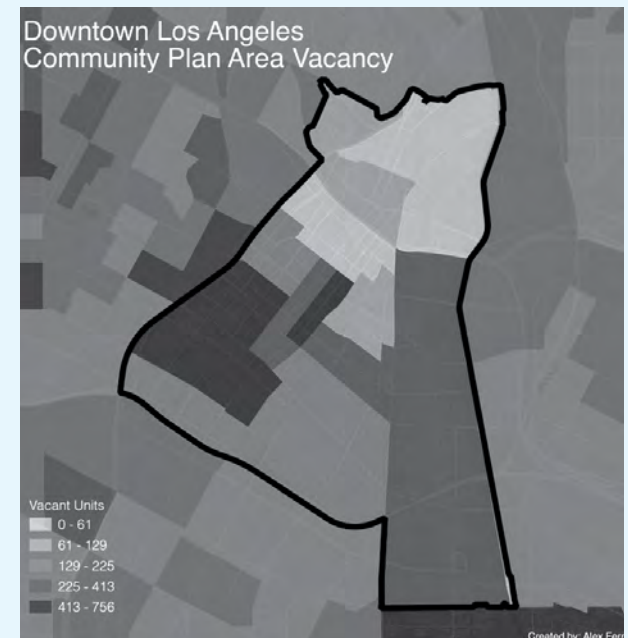 Downtown Los Angeles
Community Plan Area Vacancy
Vacant Units
0 - 61
61 - 129
129 - 225
225 - 413
413 - 756
Created by: Alex Ferr